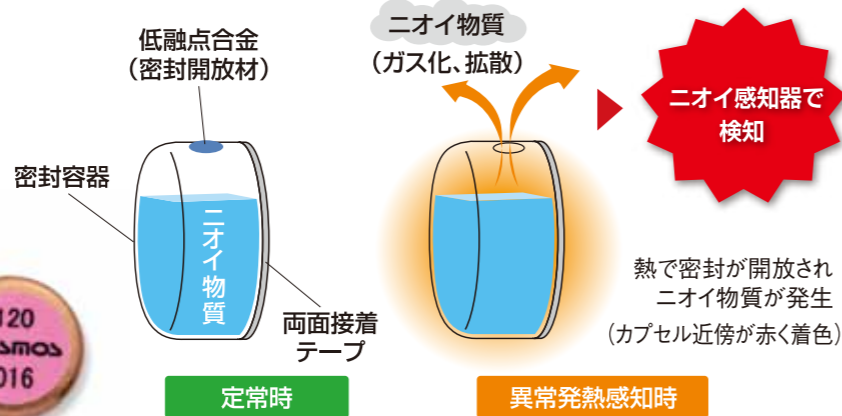 低融点合金
（密封開放材）
密封容器
ニオイ物質
両面接着
テープ
定常時
ニオイ物質
（ガス化、拡散）
ニオイ感知器で
検知
熱で密封が開放され
ニオイ物質が発生
（カプセル近傍が赤く着色）
異常発熱感知時
120
016